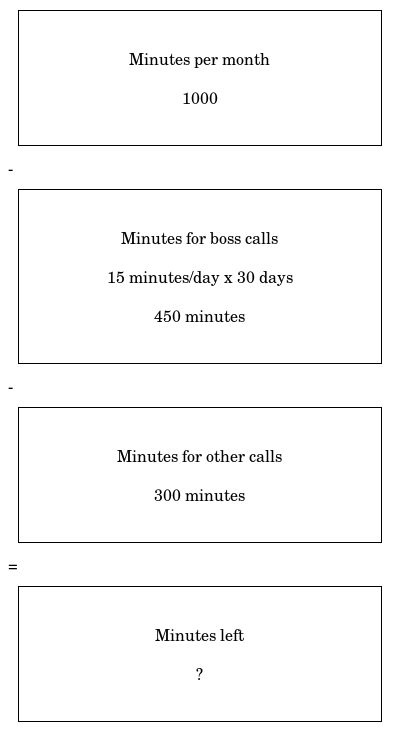 Minutes per month
1000
-
Minutes for boss calls
15 minutes/day x 30 days
450 minutes
-
Minutes for other calls
300 minutes
=
Minutes left
?